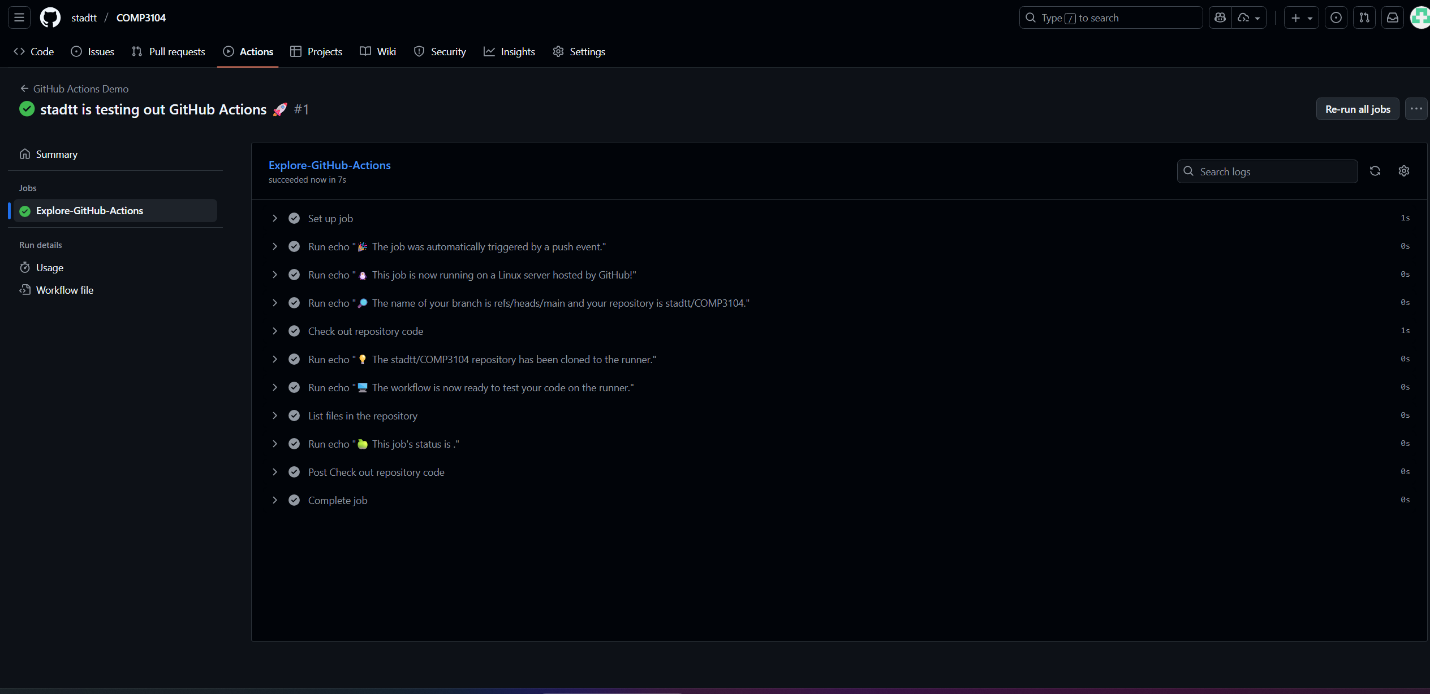 stadtt / COMP3104
Type / to search
Code Issues Pull requests Actions Projects Wiki Security Insights Settings
← GitHub Actions Demo
stadtt is testing out GitHub Actions 🚀 #1
Re-run all jobs
Summary
Jobs
Explore-GitHub-Actions
Run details
Usage
Workflow file
Explore-GitHub-Actions
succeeded now in 7s
Search logs
Set up job 1s
Run echo "🎉 The job was automatically triggered by a push event." 0s
Run echo "🐧 This job is now running on a Linux server hosted by GitHub!" 0s
Run echo "🔎 The name of your branch is refs/heads/main and your repository is stadtt/COMP3104." 0s
Check out repository code 1s
Run echo "💡 The stadtt/COMP3104 repository has been cloned to the runner." 0s
Run echo "🖥️ The workflow is now ready to test your code on the runner." 0s
List files in the repository 0s
Run echo "🍏 This job's status is ." 0s
Post Check out repository code 0s
Complete job 0s